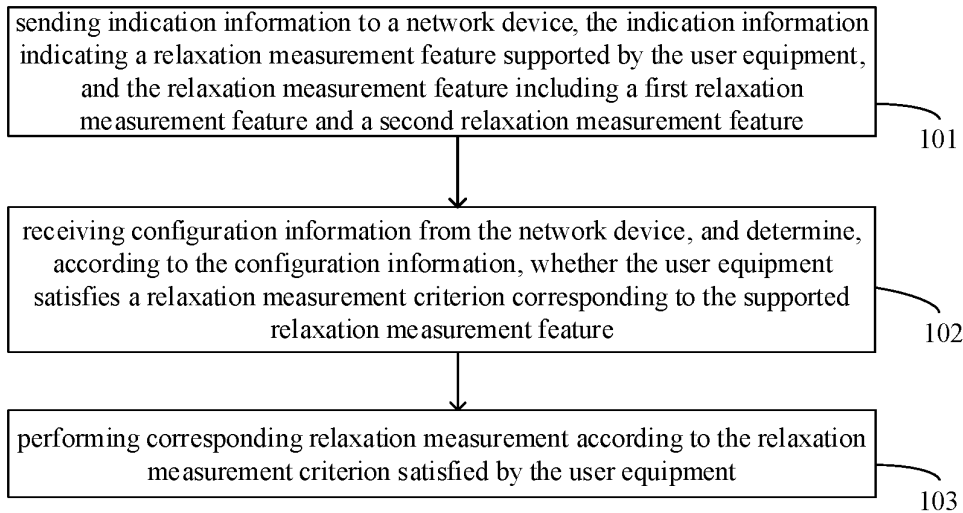 sending indication information to a network device, the indication information
indicating a relaxation measurement feature supported by the user equipment,
and the relaxation measurement feature including a first relaxation
measurement feature and a second relaxation measurement feature
101
receiving configuration information from the network device, and determine,
according to the configuration information, whether the user equipment
satisfies a relaxation measurement criterion corresponding to the supported
relaxation measurement feature
102
performing corresponding relaxation measurement according to the relaxation
measurement criterion satisfied by the user equipment
103